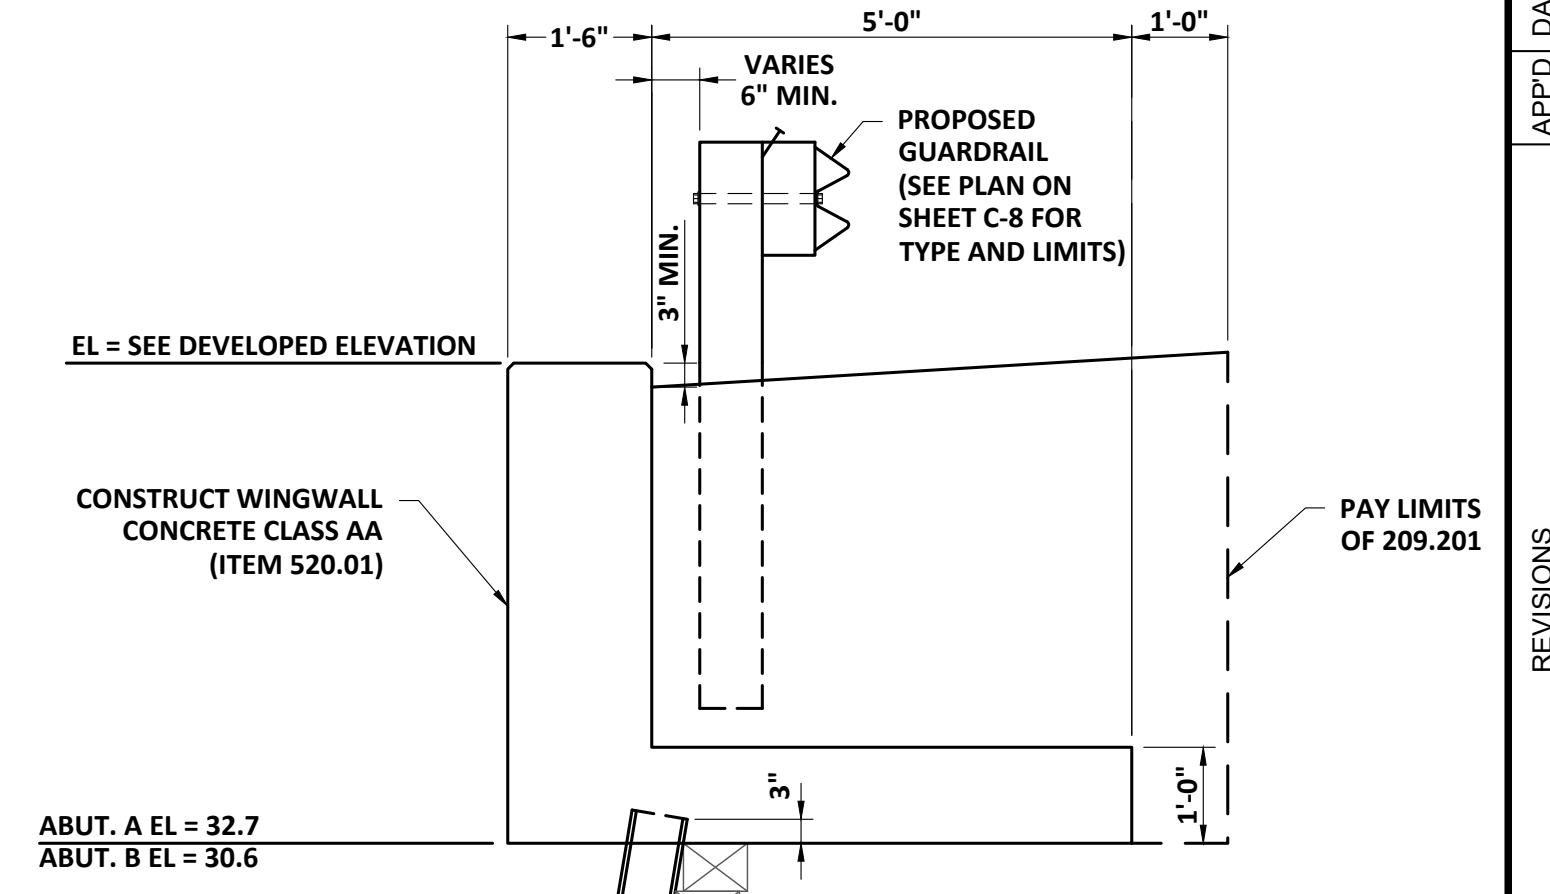 1'-6"
5'-0"
1'-0"
VARIES
6" MIN.
PROPOSED
GUARDRAIL
(SEE PLAN ON
SHEET C-8 FOR
TYPE AND LIMITS)
3" MIN.
EL = SEE DEVELOPED ELEVATION
CONSTRUCT WINGWALL
CONCRETE CLASS AA
(ITEM 520.01)
PAY LIMITS
OF 209.201
3"
1'-0"
ABUT. A EL = 32.7
ABUT. B EL = 30.6
DA
APP'D
REVISIONS